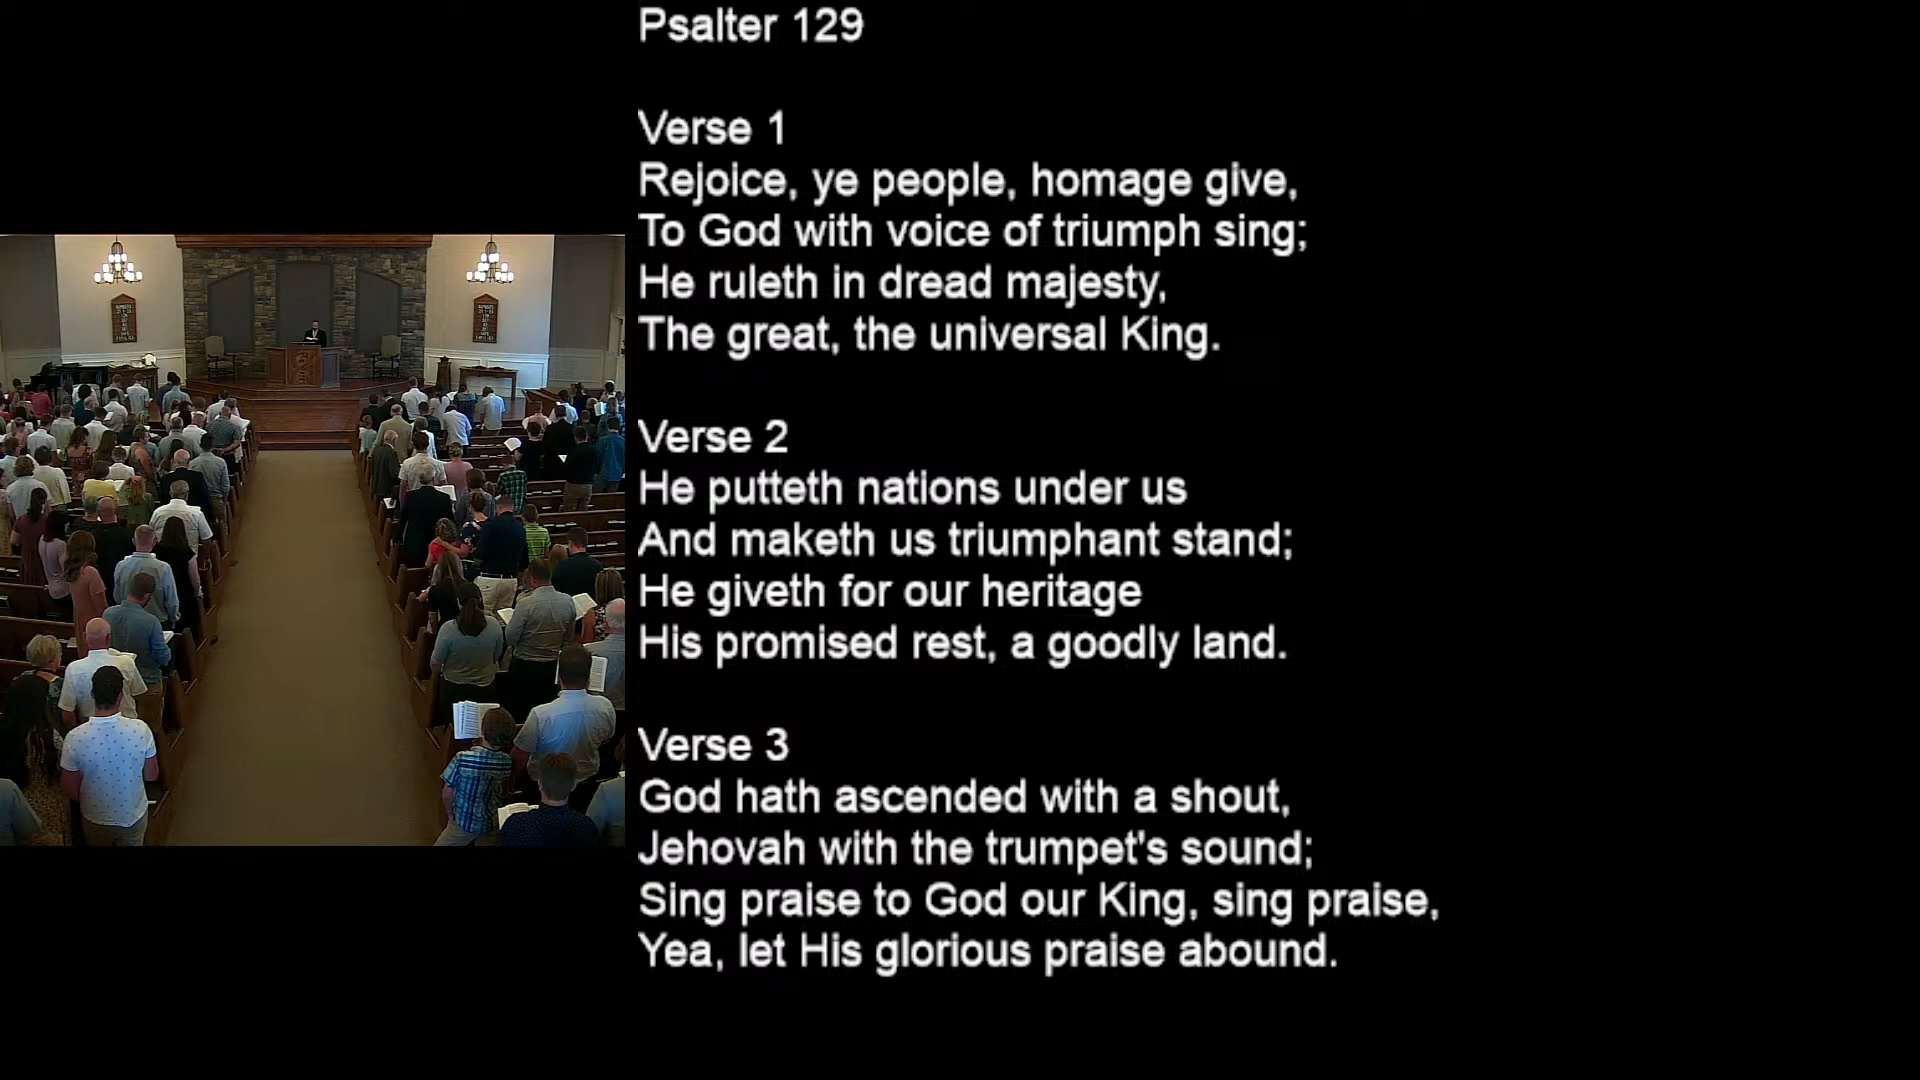 Psalter 129
Verse 1
Rejoice, ye people, homage give,
To God with voice of triumph sing;
He ruleth in dread majesty,
The great, the universal King.
Verse 2
He putteth nations under us
And maketh us triumphant stand;
He giveth for our heritage
His promised rest, a goodly land.
Verse 3
God hath ascended with a shout,
Jehovah with the trumpet's sound;
Sing praise to God our King, sing praise,
Yea, let His glorious praise abound.